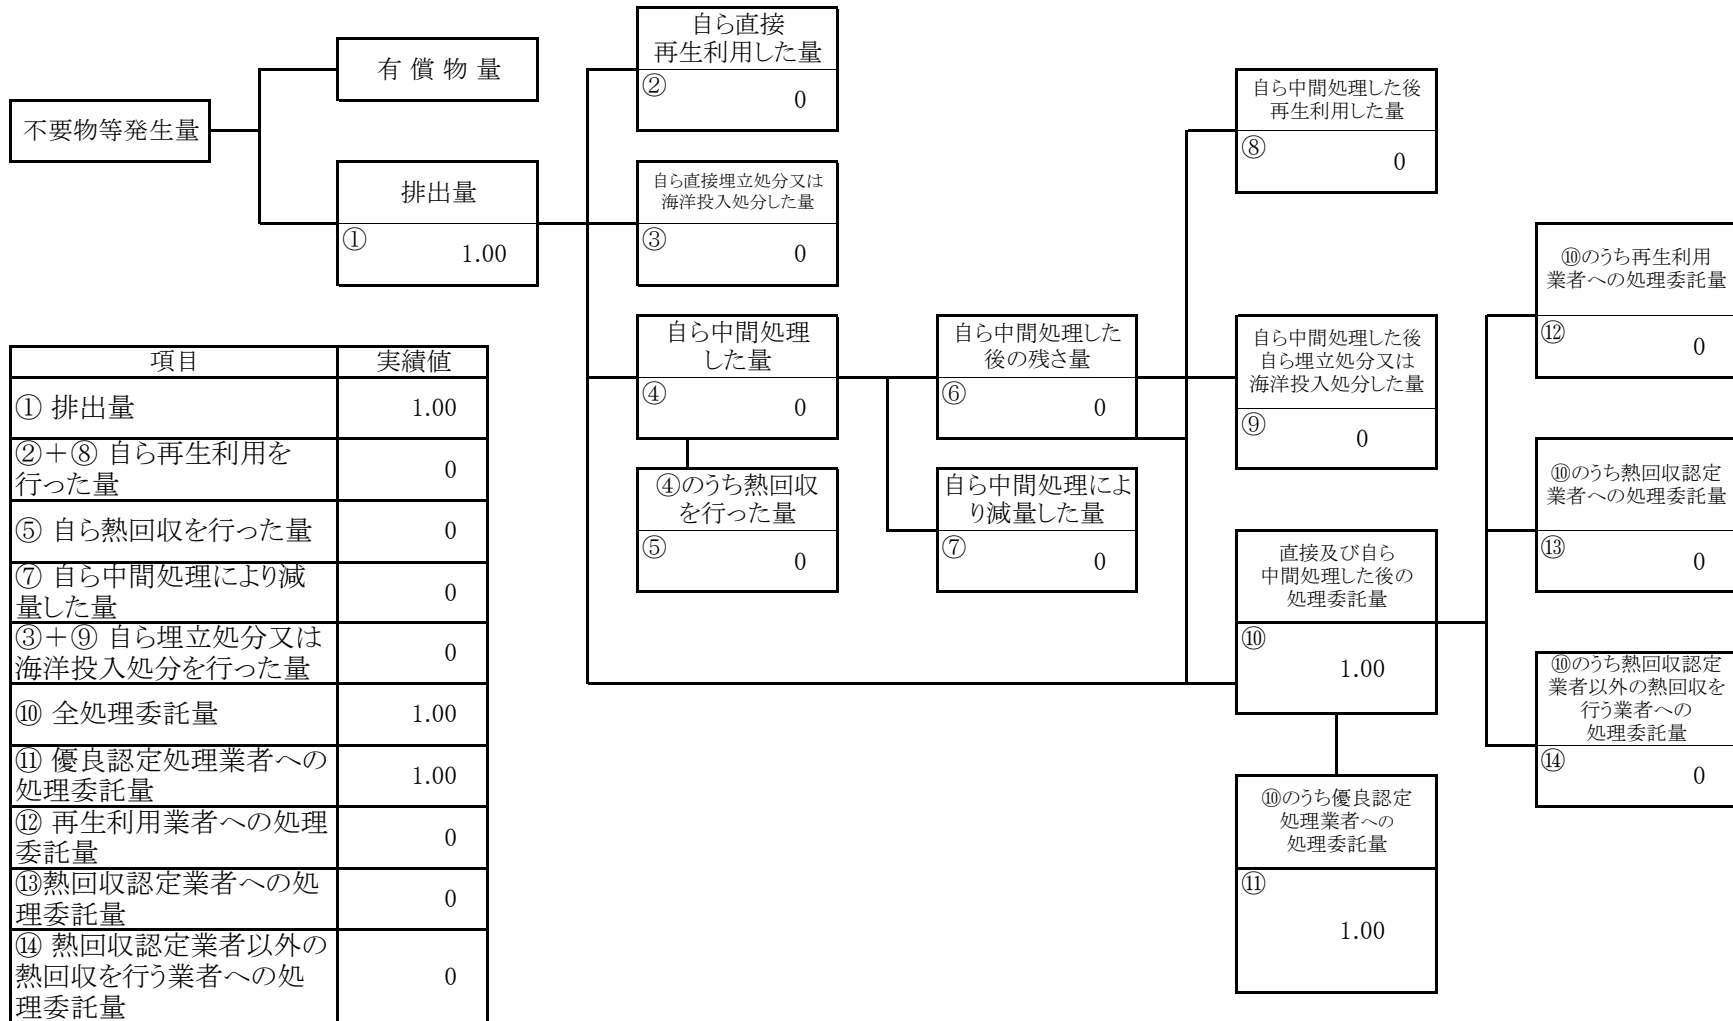 不要物等発生量
有 償 物 量
排出量
①
1.00
自ら直接
再生利用した量
②
0
自ら直接埋立処分又は
海洋投入処分した量
③
0
自ら中間処理
した量
④
0
④のうち熱回収
を行った量
⑤
0
自ら中間処理した
後の残さ量
⑥
0
自ら中間処理によ
り減量した量
⑦
0
自ら中間処理した後
再生利用した量
⑧
0
自ら中間処理した後
自ら埋立処分又は
海洋投入処分した量
⑨
0
直接及び自ら
中間処理した後の
処理委託量
⑩
1.00
⑩のうち優良認定
処理業者への
処理委託量
⑪
1.00
⑩のうち再生利用
業者への処理委託量
⑫
0
⑩のうち熱回収認定
業者への処理委託量
⑬
0
⑩のうち熱回収認定
業者以外の熱回収を
行う業者への
処理委託量
⑭
0
項目 実績値
① 排出量 1.00
②＋⑧ 自ら再生利用を
行った量 0
⑤ 自ら熱回収を行った量 0
⑦ 自ら中間処理により減
量した量 0
③＋⑨ 自ら埋立処分又は
海洋投入処分を行った量 0
⑩ 全処理委託量 1.00
⑪ 優良認定処理業者への
処理委託量 1.00
⑫ 再生利用業者への処理
委託量 0
⑬熱回収認定業者への処
理委託量 0
⑭ 熱回収認定業者以外の
熱回収を行う業者への処
理委託量 0